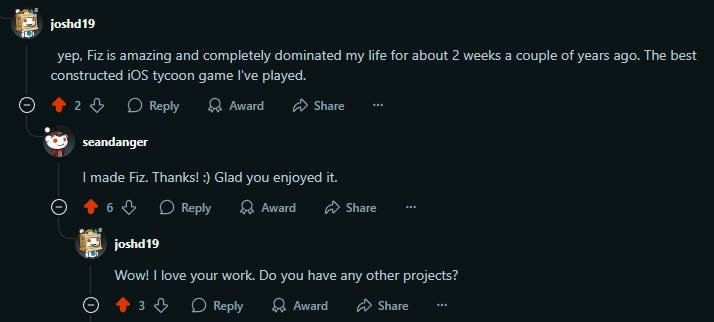 joshd19
yep, Fiz is amazing and completely dominated my life for about 2 weeks a couple of years ago. The best
constructed iOS tycoon game I've played.
2 Reply Award Share ...
seandanger
I made Fiz. Thanks! :) Glad you enjoyed it.
6 Reply Award Share ...
joshd19
Wow! I love your work. Do you have any other projects?
3 Reply Award Share ...